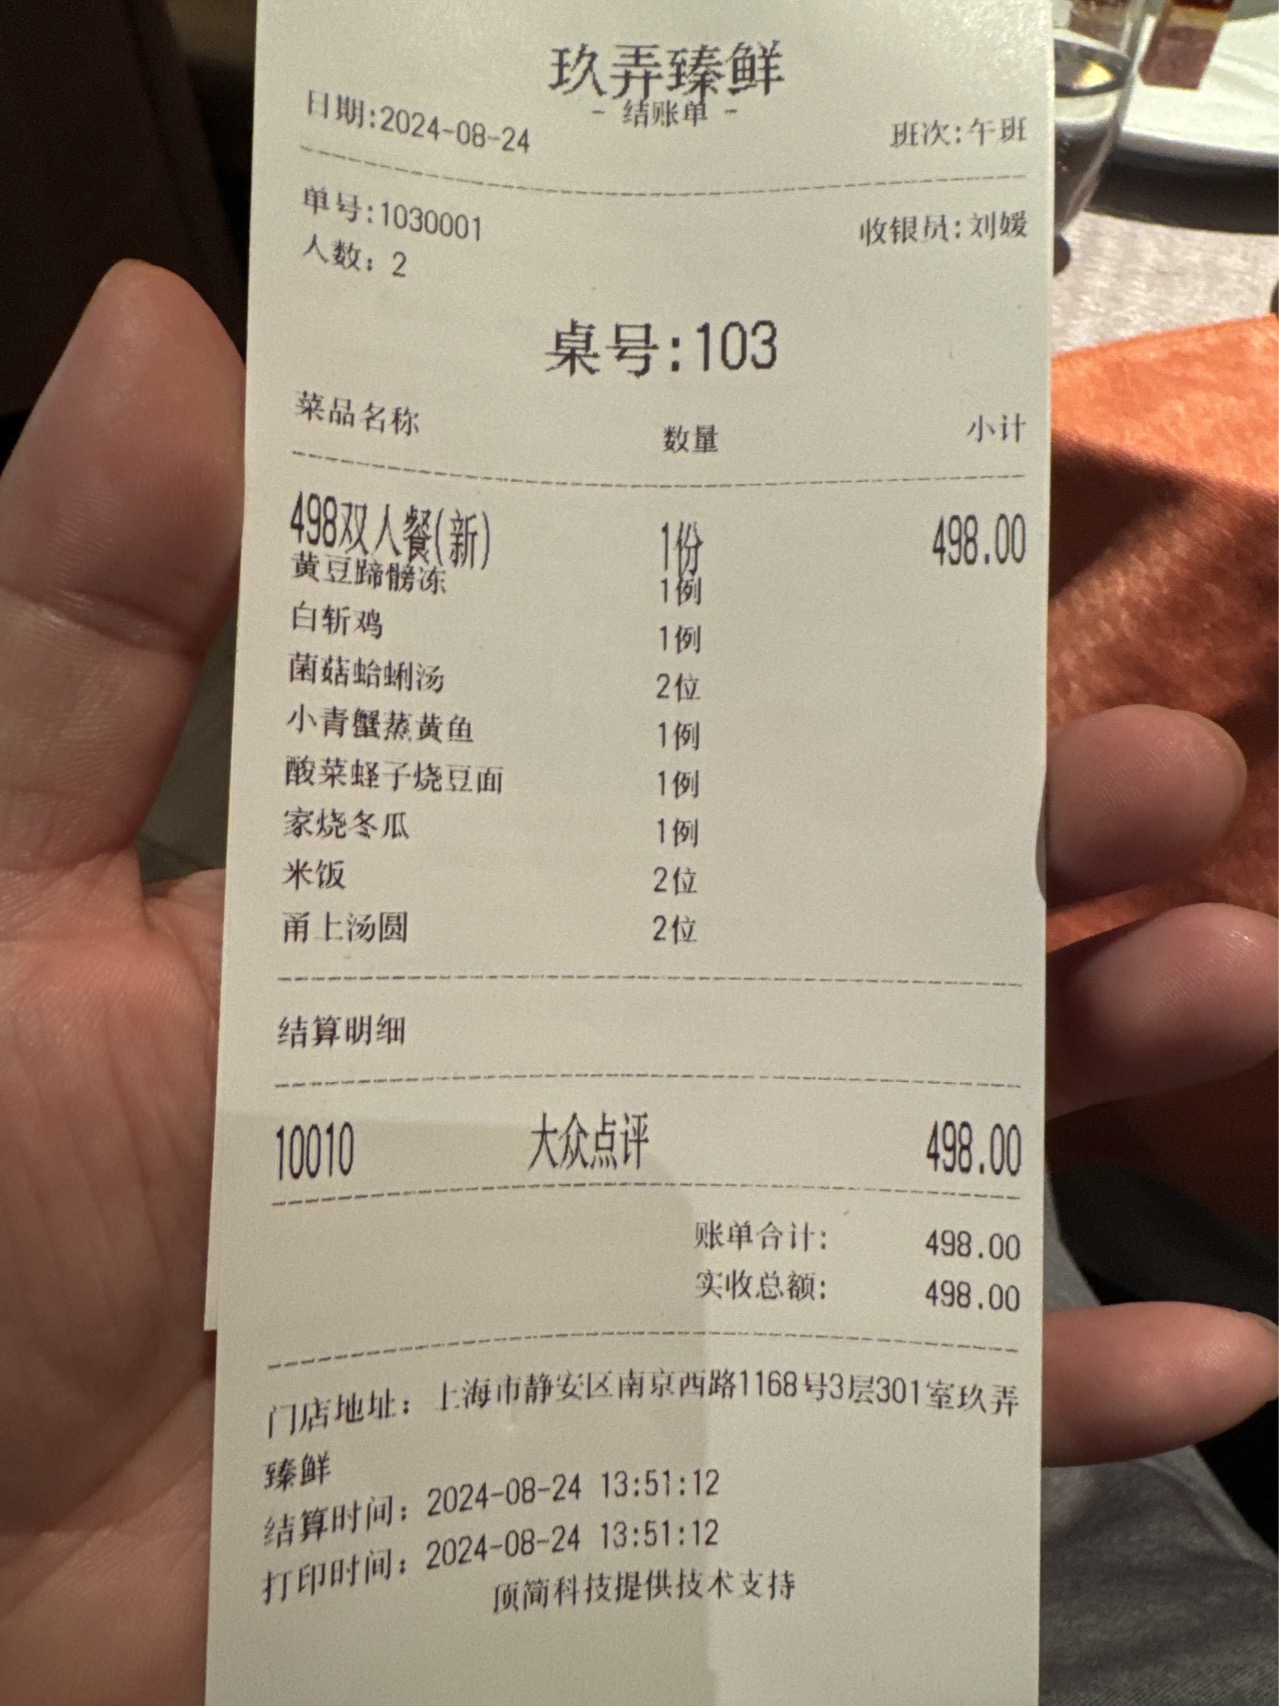 玖弄臻鲜
- 结账单 -
日期:2024-08-24 班次:午班
单号:1030001 收银员:刘媛
人数: 2
桌号:103
菜品名称 数量 小计
498双人餐(新) 1份 498.00
黄豆蹄髈冻 1例
白斩鸡 1例
菌菇蛤蜊汤 2位
小青蟹蒸黄鱼 1例
酸菜蛏子烧豆面 1例
家烧冬瓜 1例
米饭 2位
甬上汤圆 2位
结算明细
10010 大众点评 498.00
账单合计: 498.00
实收总额: 498.00
门店地址: 上海市静安区南京西路1168号3层301室玖弄
臻鲜
结算时间: 2024-08-24 13:51:12
打印时间: 2024-08-24 13:51:12
顶简科技提供技术支持